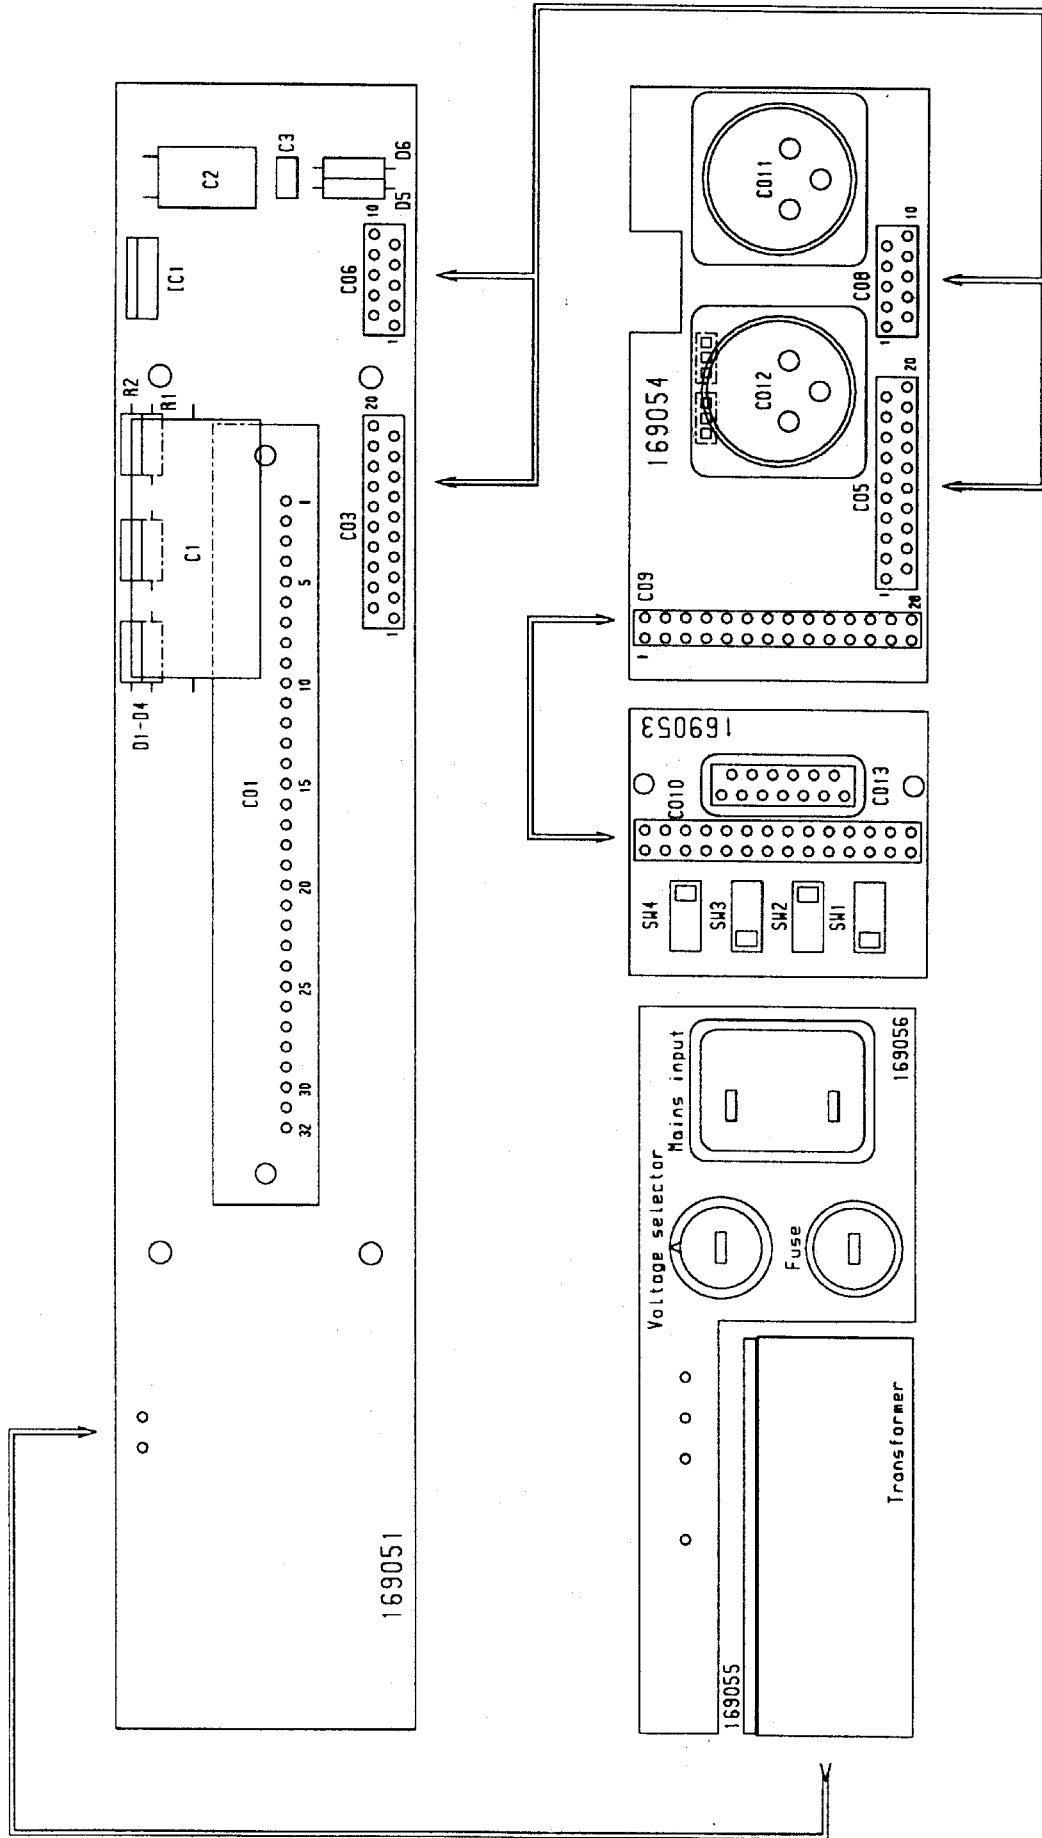 C3
C2
D6
D5
10
IC1
C06
1
R2
R1
20
C1
C03
1
5
1
D1-D4
10
C01
15
20
25
30
32
169051
C011
10
C08
1
169054
C012
20
C05
1
C09
1
28
169053
C010
C013
SW4
SW3
SW2
SW1
Mains input
169056
Voltage selector
Fuse
Transformer
169055